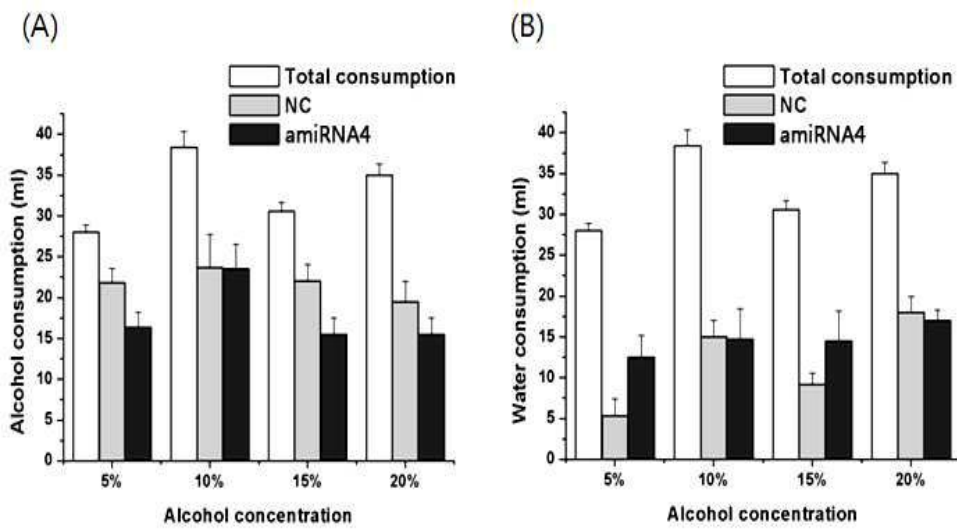 (A)
Total consumption
NC
amiRNA4
Alcohol consumption (ml)
40
35
30
25
20
15
10
5
0
5% 10% 15% 20%
Alcohol concentration
(B)
Total consumption
NC
amiRNA4
Water consumption (ml)
40
35
30
25
20
15
10
5
0
5% 10% 15% 20%
Alcohol concentration